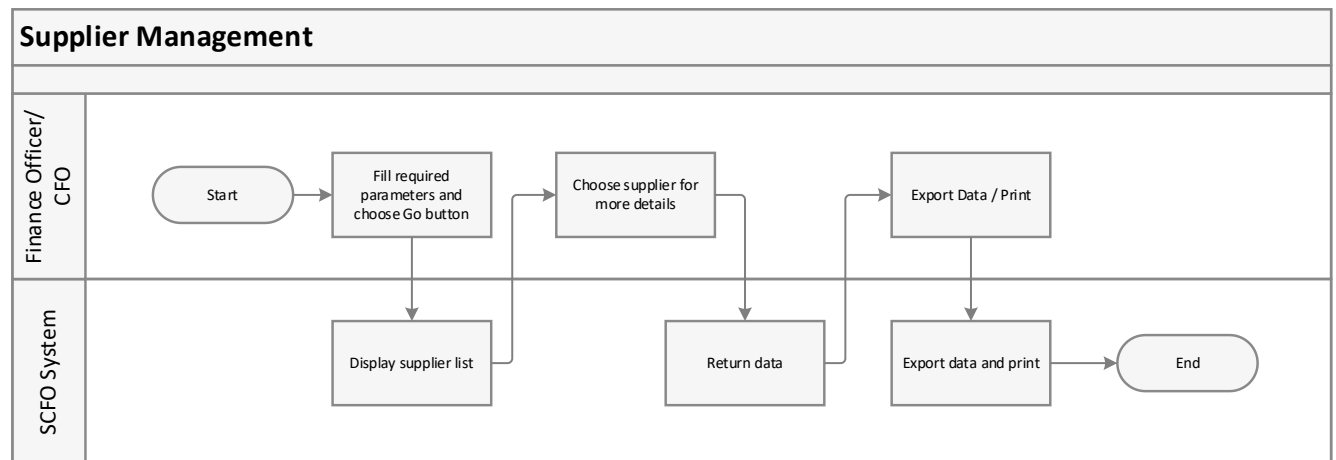 Supplier Management
Finance Officer/
CFO
Start
Fill required
parameters and
choose Go button
Choose supplier for
more details
Export Data / Print
SCFO System
Display supplier list
Return data
Export data and print
End